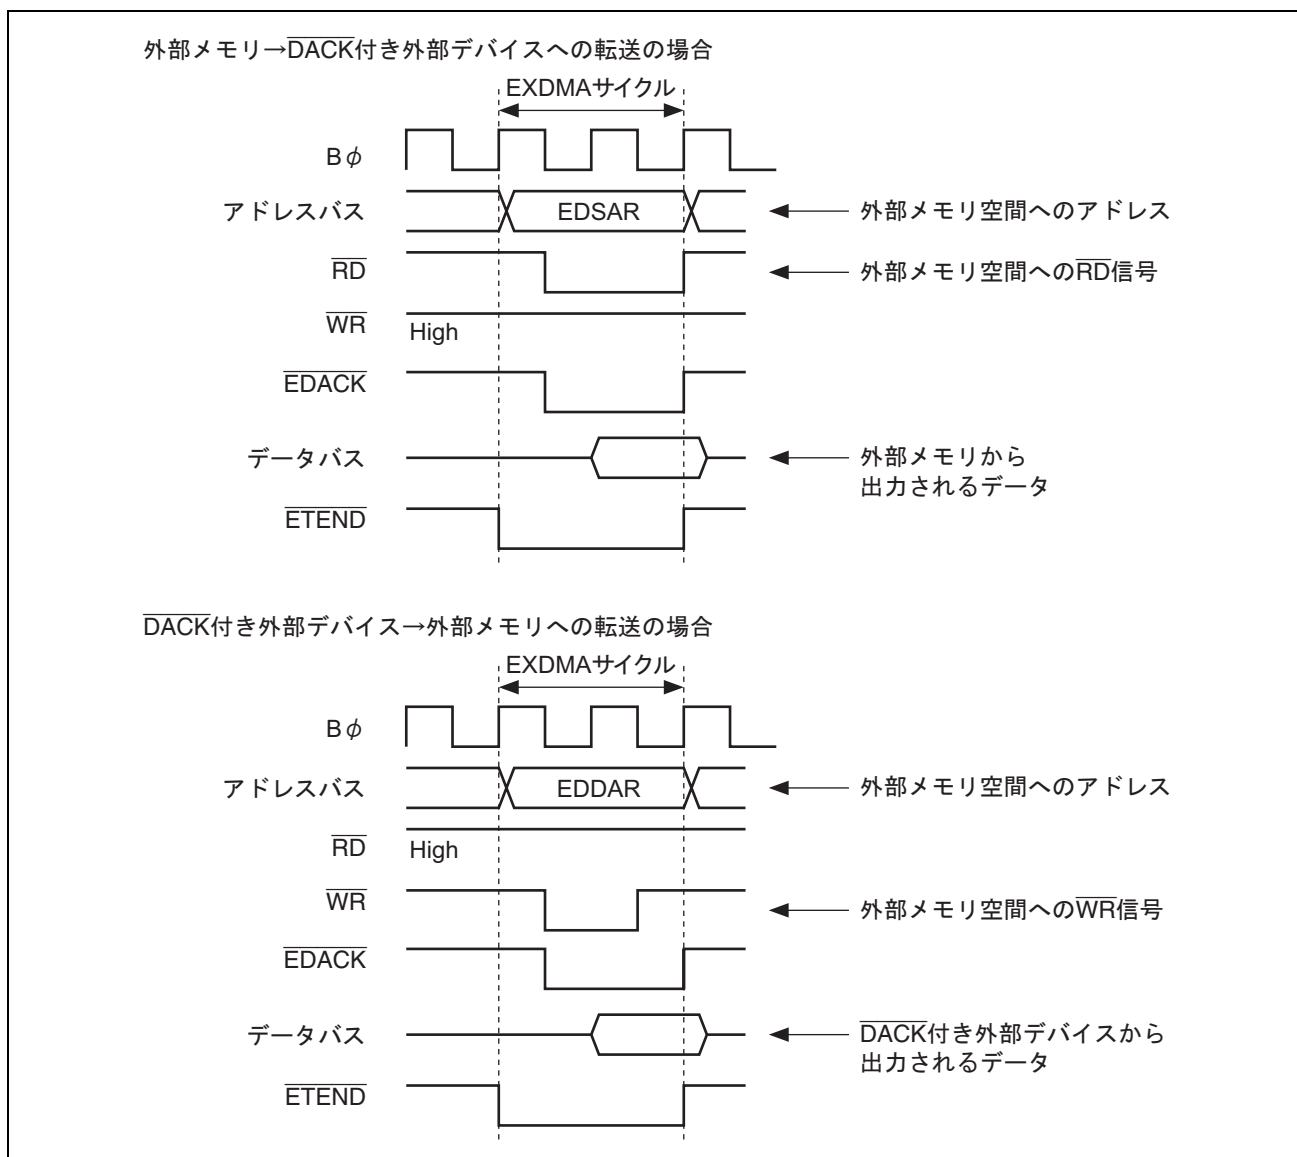 外部メモリ→DACK付き外部デバイスへの転送の場合
EXDMAサイクル
Bφ
アドレスバス EDSAR 外部メモリ空間へのアドレス
RD 外部メモリ空間へのRD信号
WR High
EDACK
データバス 外部メモリから
出力されるデータ
ETEND
DACK付き外部デバイス→外部メモリへの転送の場合
EXDMAサイクル
Bφ
アドレスバス EDDAR 外部メモリ空間へのアドレス
RD High
WR 外部メモリ空間へのWR信号
EDACK
データバス DACK付き外部デバイスから
出力されるデータ
ETEND